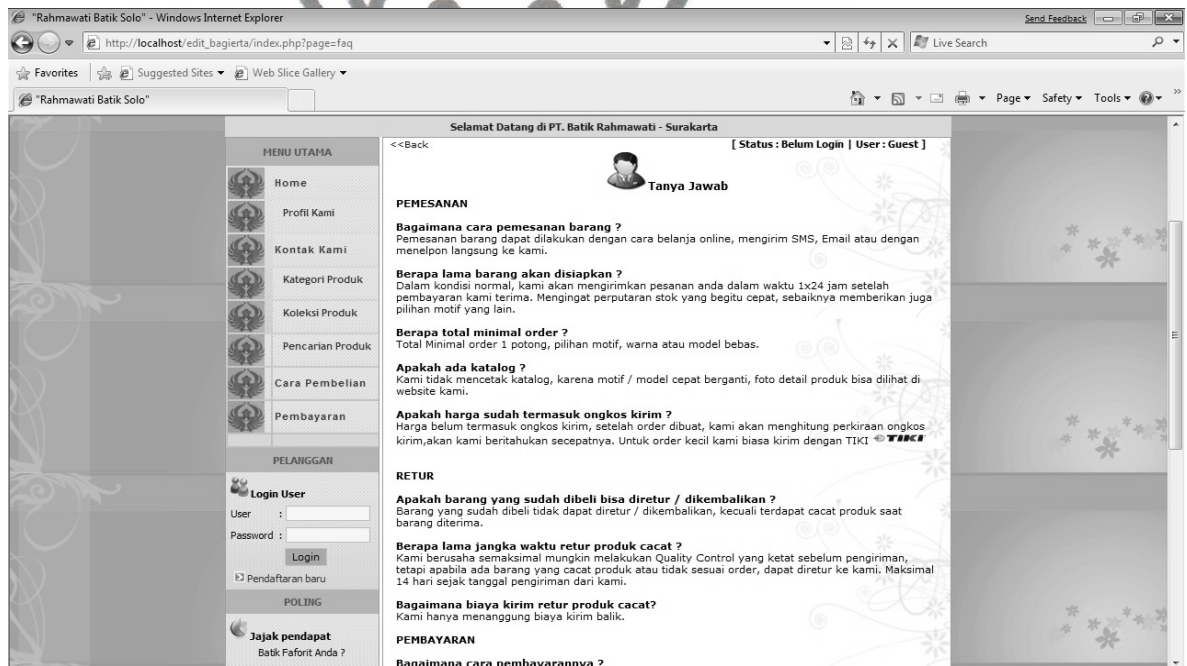 "Rahmawati Batik Solo" - Windows Internet Explorer
Send Feedback
http://localhost/edit_bagierta/index.php?page=faq
Live Search
Favorites
Suggested Sites
Web Slice Gallery
"Rahmawati Batik Solo"
Page
Safety
Tools
Selamat Datang di PT. Batik Rahmawati - Surakarta
MENU UTAMA
Home
Profil Kami
Kontak Kami
Kategori Produk
Koleksi Produk
Pencarian Produk
Cara Pembelian
Pembayaran
PELANGGAN
Login User
User :
Password :
Login
Pendaftaran baru
POLING
Jajak pendapat
Batik Faforit Anda ?
<<Back
[ Status : Belum Login | User : Guest ]
Tanya Jawab
PEMESANAN
Bagaimana cara pemesanan barang ?
Pemesanan barang dapat dilakukan dengan cara belanja online, mengirim SMS, Email atau dengan
menelpon langsung ke kami.
Berapa lama barang akan disiapkan ?
Dalam kondisi normal, kami akan mengirimkan pesanan anda dalam waktu 1x24 jam setelah
pembayaran kami terima. Mengingat perputaran stok yang begitu cepat, sebaiknya memberikan juga
pilihan motif yang lain.
Berapa total minimal order ?
Total Minimal order 1 potong, pilihan motif, warna atau model bebas.
Apakah ada katalog ?
Kami tidak mencetak katalog, karena motif / model cepat berganti, foto detail produk bisa dilihat di
website kami.
Apakah harga sudah termasuk ongkos kirim ?
Harga belum termasuk ongkos kirim, setelah order dibuat, kami akan menghitung perkiraan ongkos
kirim,akan kami beritahukan secepatnya. Untuk order kecil kami biasa kirim dengan TIKI TIKI
RETUR
Apakah barang yang sudah dibeli bisa diretur / dikembalikan ?
Barang yang sudah dibeli tidak dapat diretur / dikembalikan, kecuali terdapat cacat produk saat
barang diterima.
Berapa lama jangka waktu retur produk cacat ?
Kami berusaha semaksimal mungkin melakukan Quality Control yang ketat sebelum pengiriman,
tetapi apabila ada barang yang cacat produk atau tidak sesuai order, dapat diretur ke kami. Maksimal
14 hari sejak tanggal pengiriman dari kami.
Bagaimana biaya kirim retur produk cacat?
Kami hanya menanggung biaya kirim balik.
PEMBAYARAN
Bagaimana cara pembayarannya ?